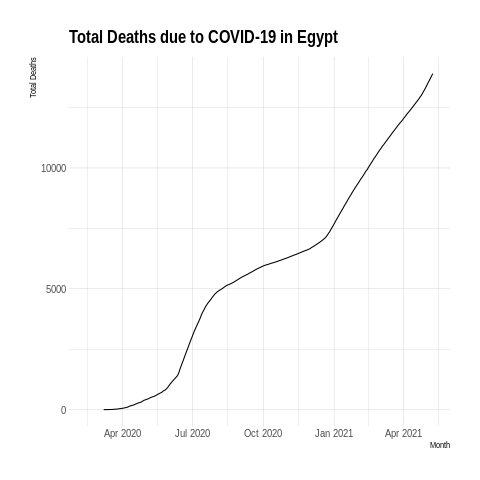 Total Deaths due to COVID-19 in Egypt
Total Deaths
10000
5000
0
Apr 2020 Jul 2020 Oct 2020 Jan 2021 Apr 2021
Month